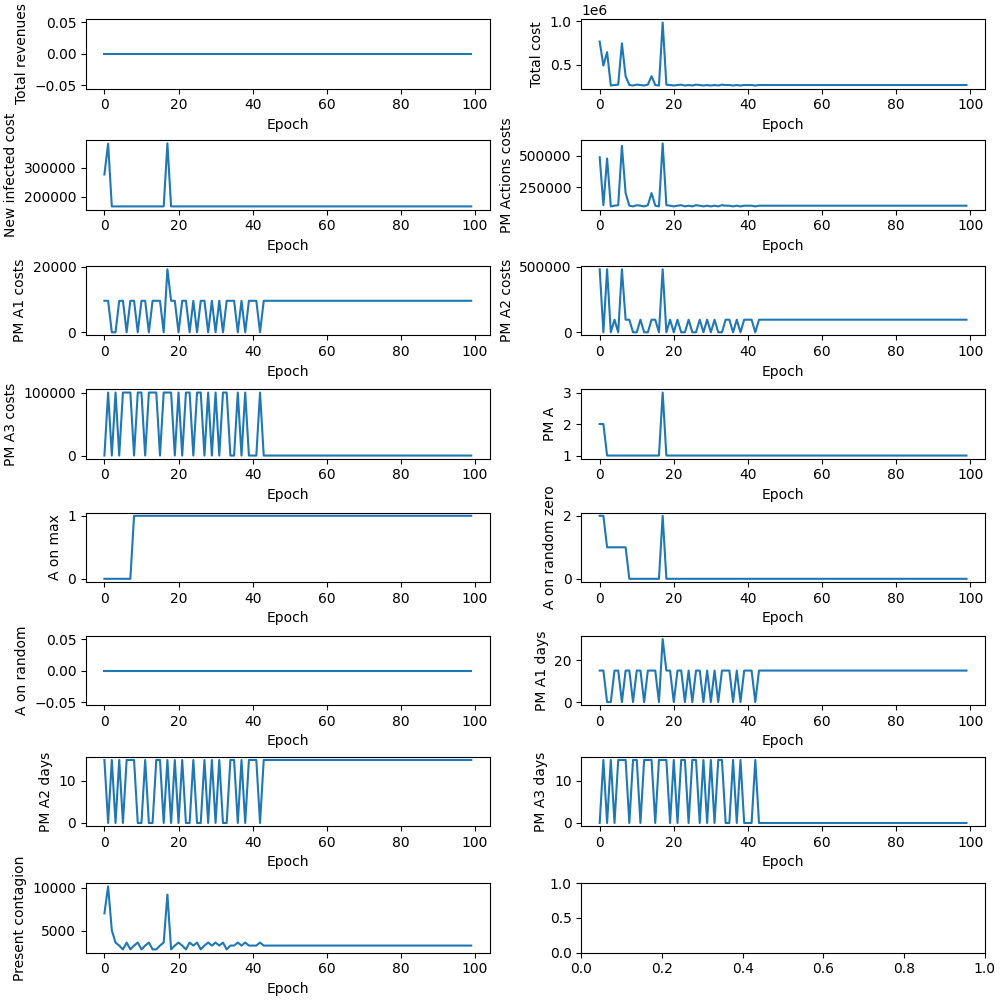 Total revenues
0.05
0.00
−0.05
0 20 40 60 80 100
Epoch
1e6
Total cost
1.0
0.5
0 20 40 60 80 100
Epoch
New infected cost
300000
200000
0 20 40 60 80 100
Epoch
PM Actions costs
500000
250000
0 20 40 60 80 100
Epoch
PM A1 costs
20000
0
0 20 40 60 80 100
Epoch
PM A2 costs
500000
0
0 20 40 60 80 100
Epoch
PM A3 costs
100000
0
0 20 40 60 80 100
Epoch
PM A
3
2
1
0 20 40 60 80 100
Epoch
A on max
1
0
0 20 40 60 80 100
Epoch
A on random zero
2
0
0 20 40 60 80 100
Epoch
A on random
0.05
0.00
−0.05
0 20 40 60 80 100
Epoch
PM A1 days
20
0
0 20 40 60 80 100
Epoch
PM A2 days
10
0
0 20 40 60 80 100
Epoch
PM A3 days
10
0
0 20 40 60 80 100
Epoch
Present contagion
10000
5000
0 20 40 60 80 100
Epoch
1.0
0.5
0.0
0.0 0.2 0.4 0.6 0.8 1.0